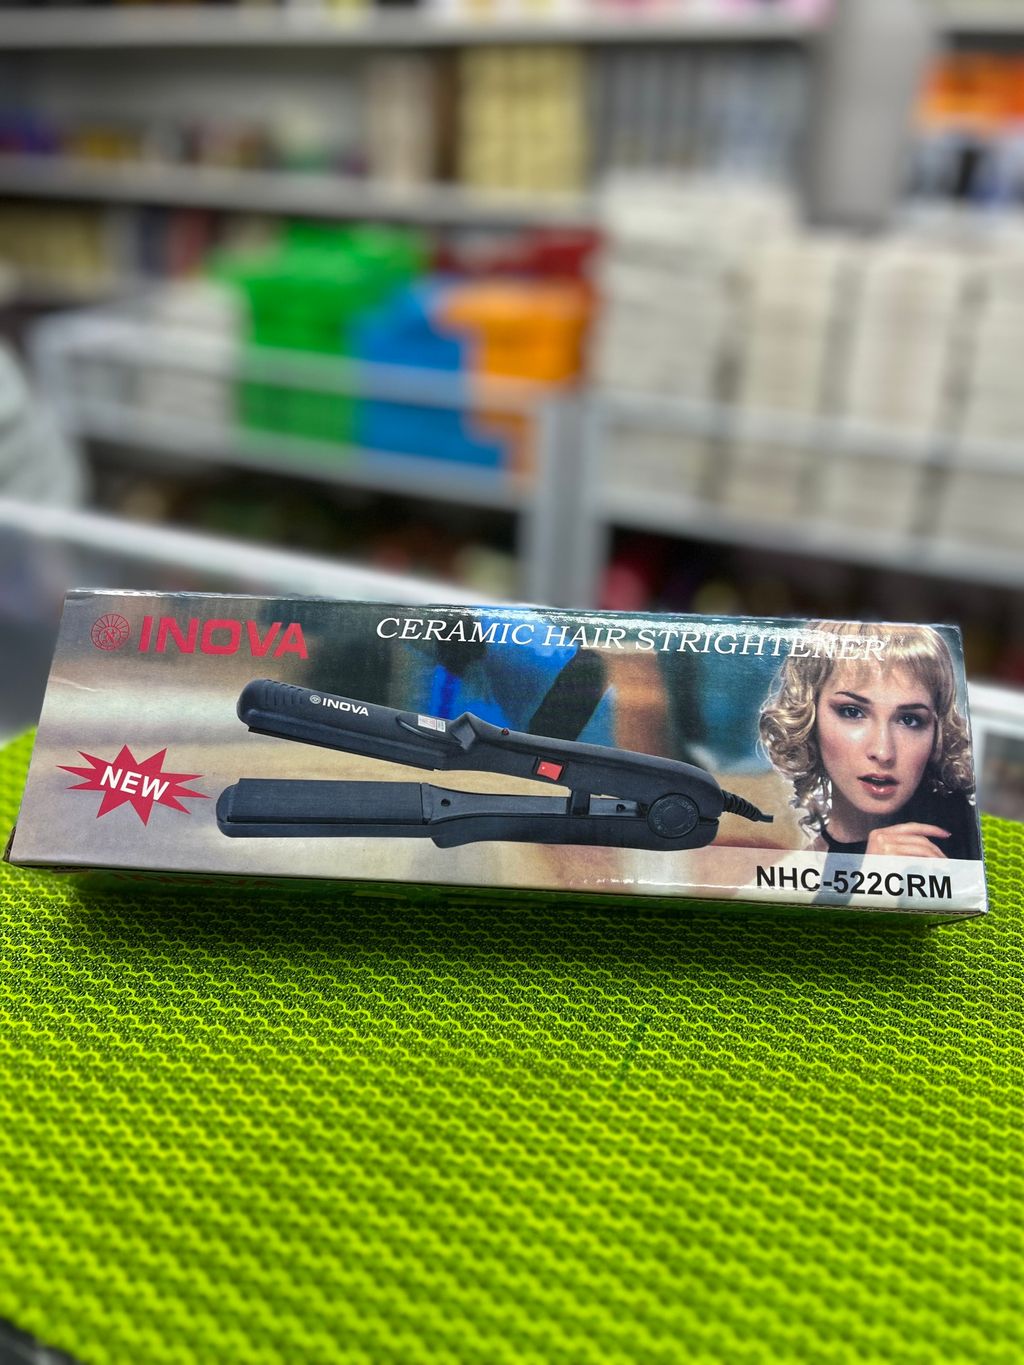 INOVA
CERAMIC HAIR STRIGHTENER
INOVA
NEW
NHC-522CRM